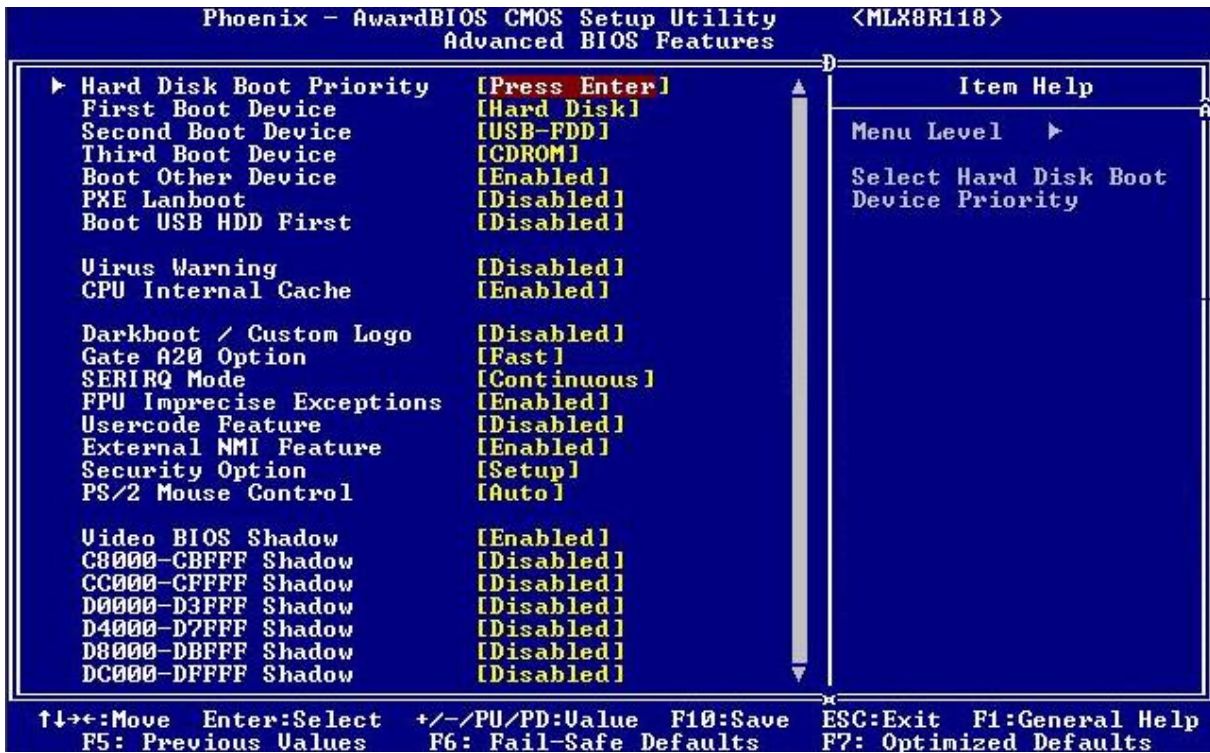 Phoenix - AwardBIOS CMOS Setup Utility <MLX8R118>
Advanced BIOS Features
Hard Disk Boot Priority [Press Enter]
First Boot Device [Hard Disk]
Second Boot Device [USB-FDD]
Third Boot Device [CDROM]
Boot Other Device [Enabled]
PXE Lanboot [Disabled]
Boot USB HDD First [Disabled]
Virus Warning [Disabled]
CPU Internal Cache [Enabled]
Darkboot / Custom Logo [Disabled]
Gate A20 Option [Fast]
SERIRQ Mode [Continuous]
FPU Imprecise Exceptions [Enabled]
Usercode Feature [Disabled]
External NMI Feature [Enabled]
Security Option [Setup]
PS/2 Mouse Control [Auto]
Video BIOS Shadow [Enabled]
C8000-CBFFF Shadow [Disabled]
CC000-CFFFF Shadow [Disabled]
D0000-D3FFF Shadow [Disabled]
D4000-D7FFF Shadow [Disabled]
D8000-DBFFF Shadow [Disabled]
DC000-DFFFF Shadow [Disabled]
Item Help
Menu Level
Select Hard Disk Boot
Device Priority
↑↓→←:Move Enter:Select +/-/PU/PD:Value F10:Save ESC:Exit F1:General Help
F5: Previous Values F6: Fail-Safe Defaults F7: Optimized Defaults